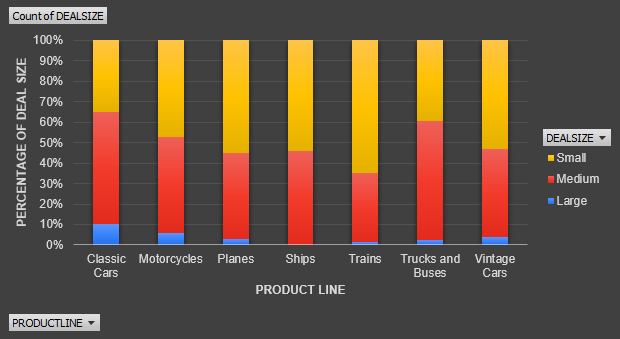 Count of DEALSIZE
100%
90%
80%
70%
60%
50%
40%
30%
20%
10%
0%
PERCENTAGE OF DEAL SIZE
Classic
Cars
Motorcycles
Planes
Ships
Trains
Trucks and
Buses
Vintage
Cars
PRODUCT LINE
DEALSIZE
Small
Medium
Large
PRODUCTLINE